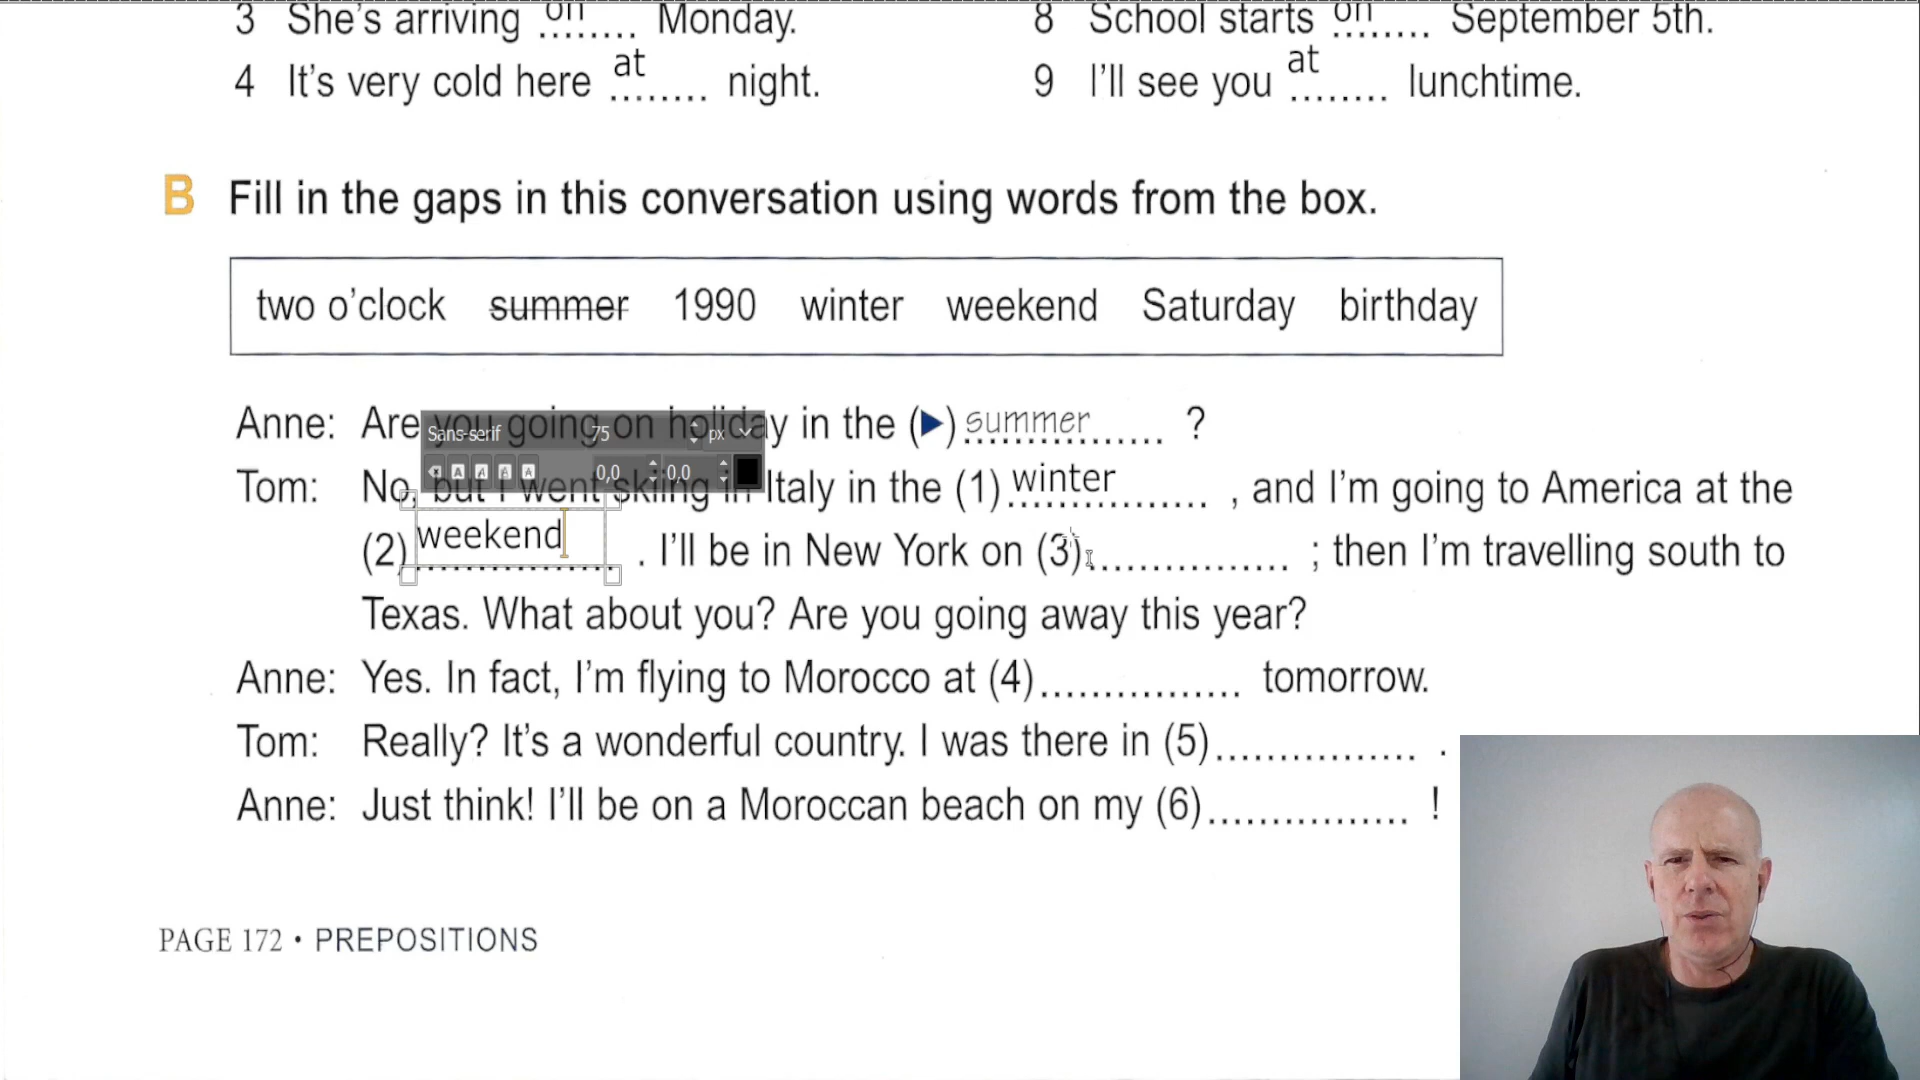 3 She's arriving on ........ Monday.
8 School starts on ........ September 5th.
4 It's very cold here at ........ night.
9 I'll see you at ........ lunchtime.
B Fill in the gaps in this conversation using words from the box.
two o'clock summer 1990 winter weekend Saturday birthday
Anne: Are you going on holiday in the (▶) summer ................ ?
Sans-serif 75 px
Tom: No, but I went skiing in Italy in the (1) winter ................ , and I'm going to America at the
0,0 0,0
(2) weekend ................ . I'll be in New York on (3)................ ; then I'm travelling south to
Texas. What about you? Are you going away this year?
Anne: Yes. In fact, I'm flying to Morocco at (4)................ tomorrow.
Tom: Really? It's a wonderful country. I was there in (5)................ .
Anne: Just think! I'll be on a Moroccan beach on my (6)................ !
PAGE 172 • PREPOSITIONS